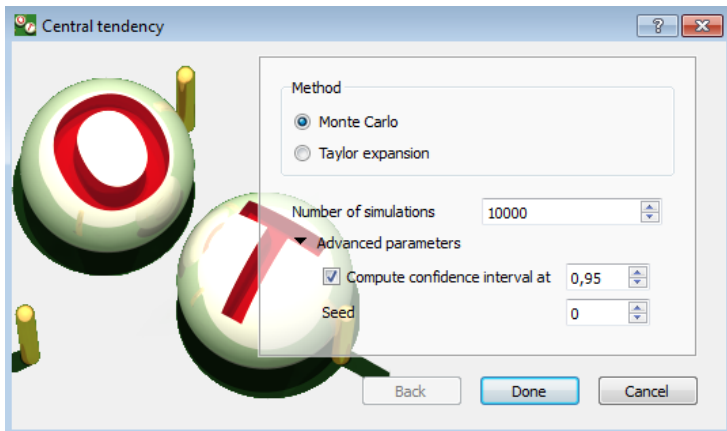 Central tendency
Method
Monte Carlo
Taylor expansion
Number of simulations 10000
Advanced parameters
Compute confidence interval at 0,95
Seed 0
Back Done Cancel